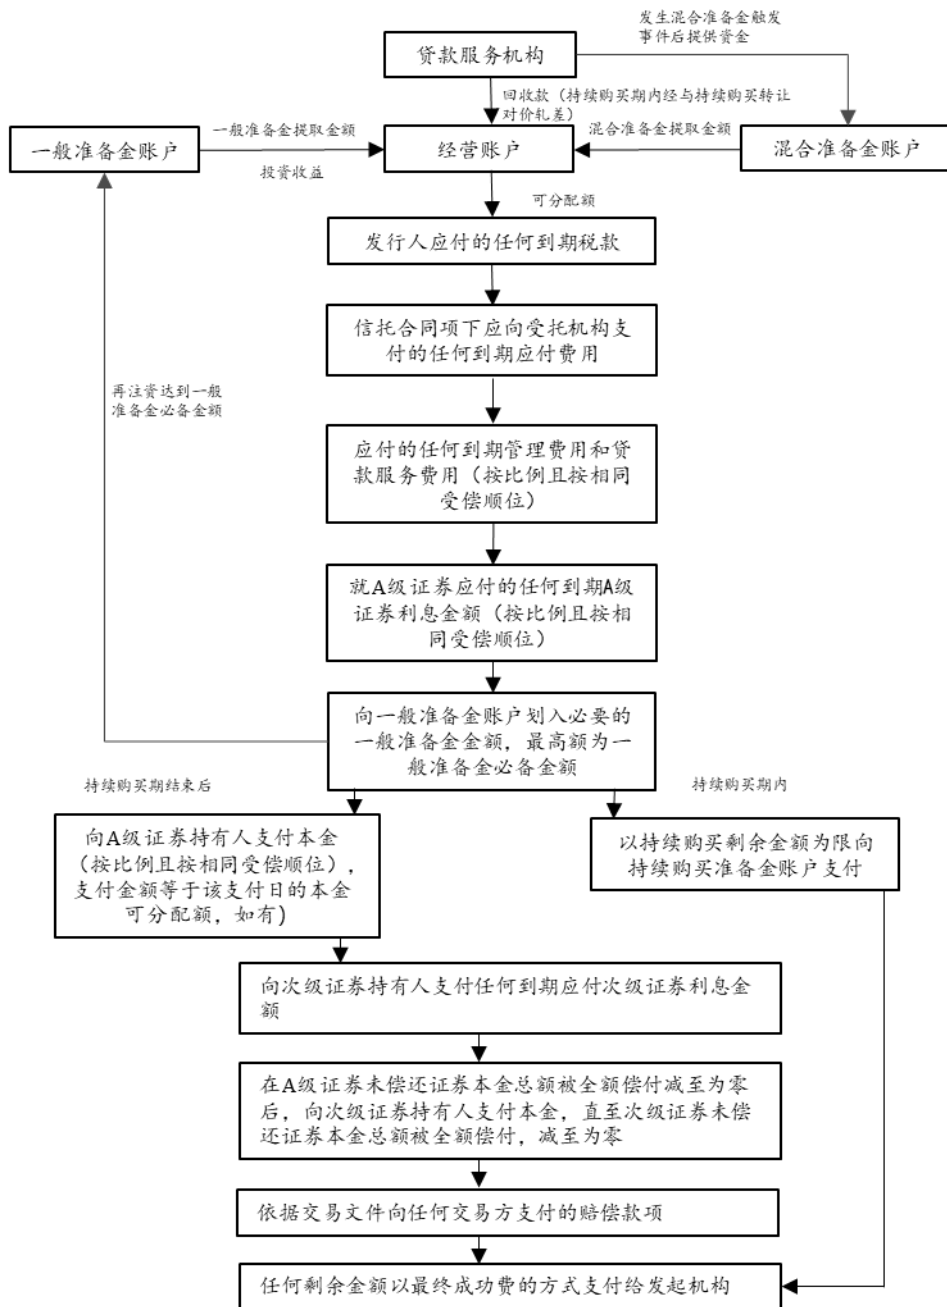 发生混合准备金触发
事件后提供资金
贷款服务机构
回收款（持续购买期内经与持续购买转让
对价轧差）
一般准备金提取金额
混合准备金提取金额
一般准备金账户
经营账户
混合准备金账户
投资收益
可分配额
发行人应付的任何到期税款
信托合同项下应向受托机构支
付的任何到期应付费用
再注资达到一般
准备金必备金额
应付的任何到期管理费用和贷
款服务费用（按比例且按相同
受偿顺位）
就A级证券应付的任何到期A级
证券利息金额（按比例且按相
同受偿顺位）
向一般准备金账户划入必要的
一般准备金金额，最高额为一
般准备金必备金额
持续购买期结束后
持续购买期内
向A级证券持有人支付本金
（按比例且按相同受偿顺位），
支付金额等于该支付日的本金
可分配额，如有)
以持续购买剩余金额为限向
持续购买准备金账户支付
向次级证券持有人支付任何到期应付次级证券利息金
额
在A级证券未偿还证券本金总额被全额偿付减至为零
后，向次级证券持有人支付本金，直至次级证券未偿
还证券本金总额被全额偿付，减至为零
依据交易文件向任何交易方支付的赔偿款项
任何剩余金额以最终成功费的方式支付给发起机构